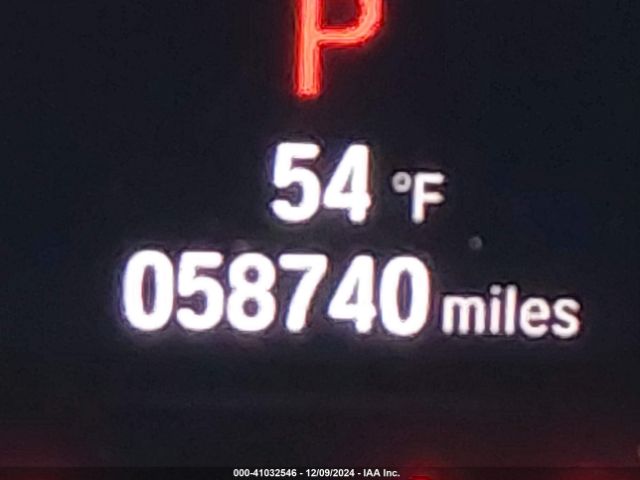 P
54 °F
058740 miles
000-41032546 - 12/09/2024 - IAA Inc.